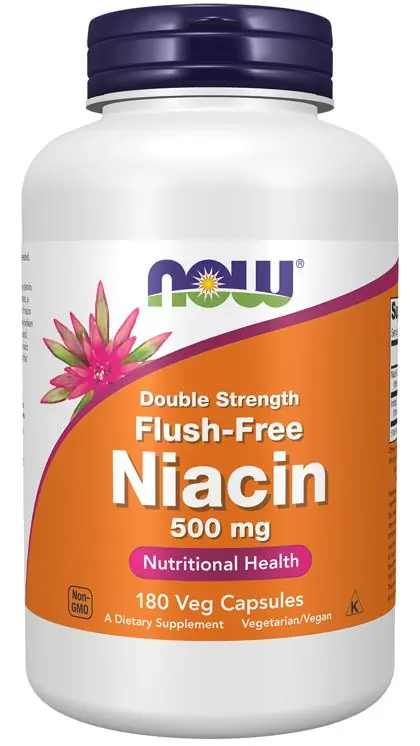 now®
Double Strength
Flush-Free
Niacin
500 mg
Nutritional Health
180 Veg Capsules
Non-
GMO
K
A Dietary Supplement Vegetarian/Vegan